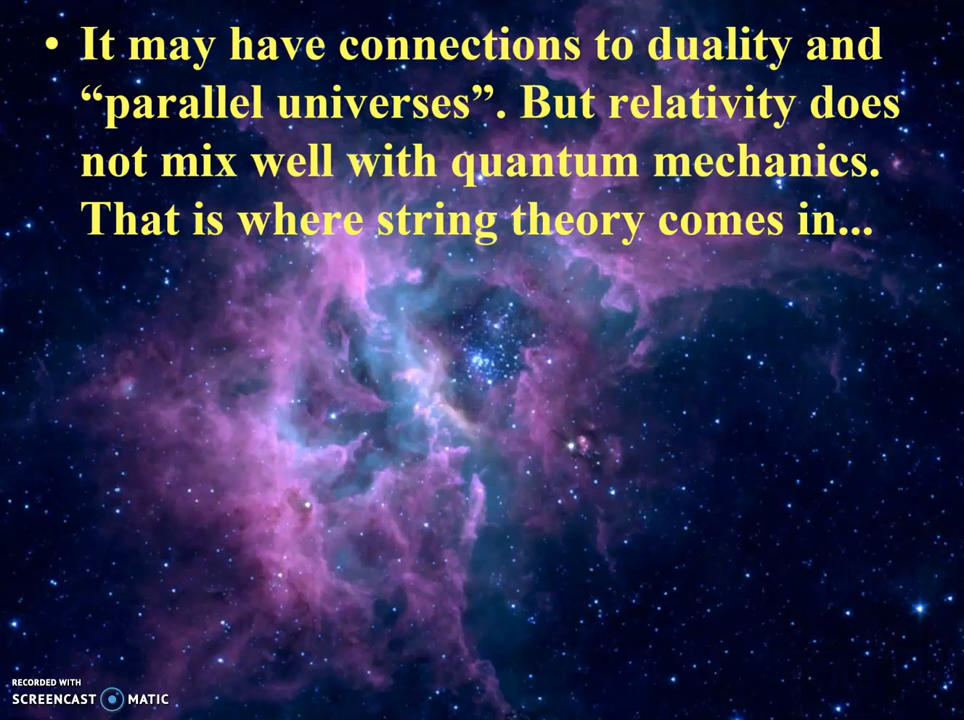 • It may have connections to duality and
“parallel universes”. But relativity does
not mix well with quantum mechanics.
That is where string theory comes in...
RECORDED WITH
SCREENCAST MATIC